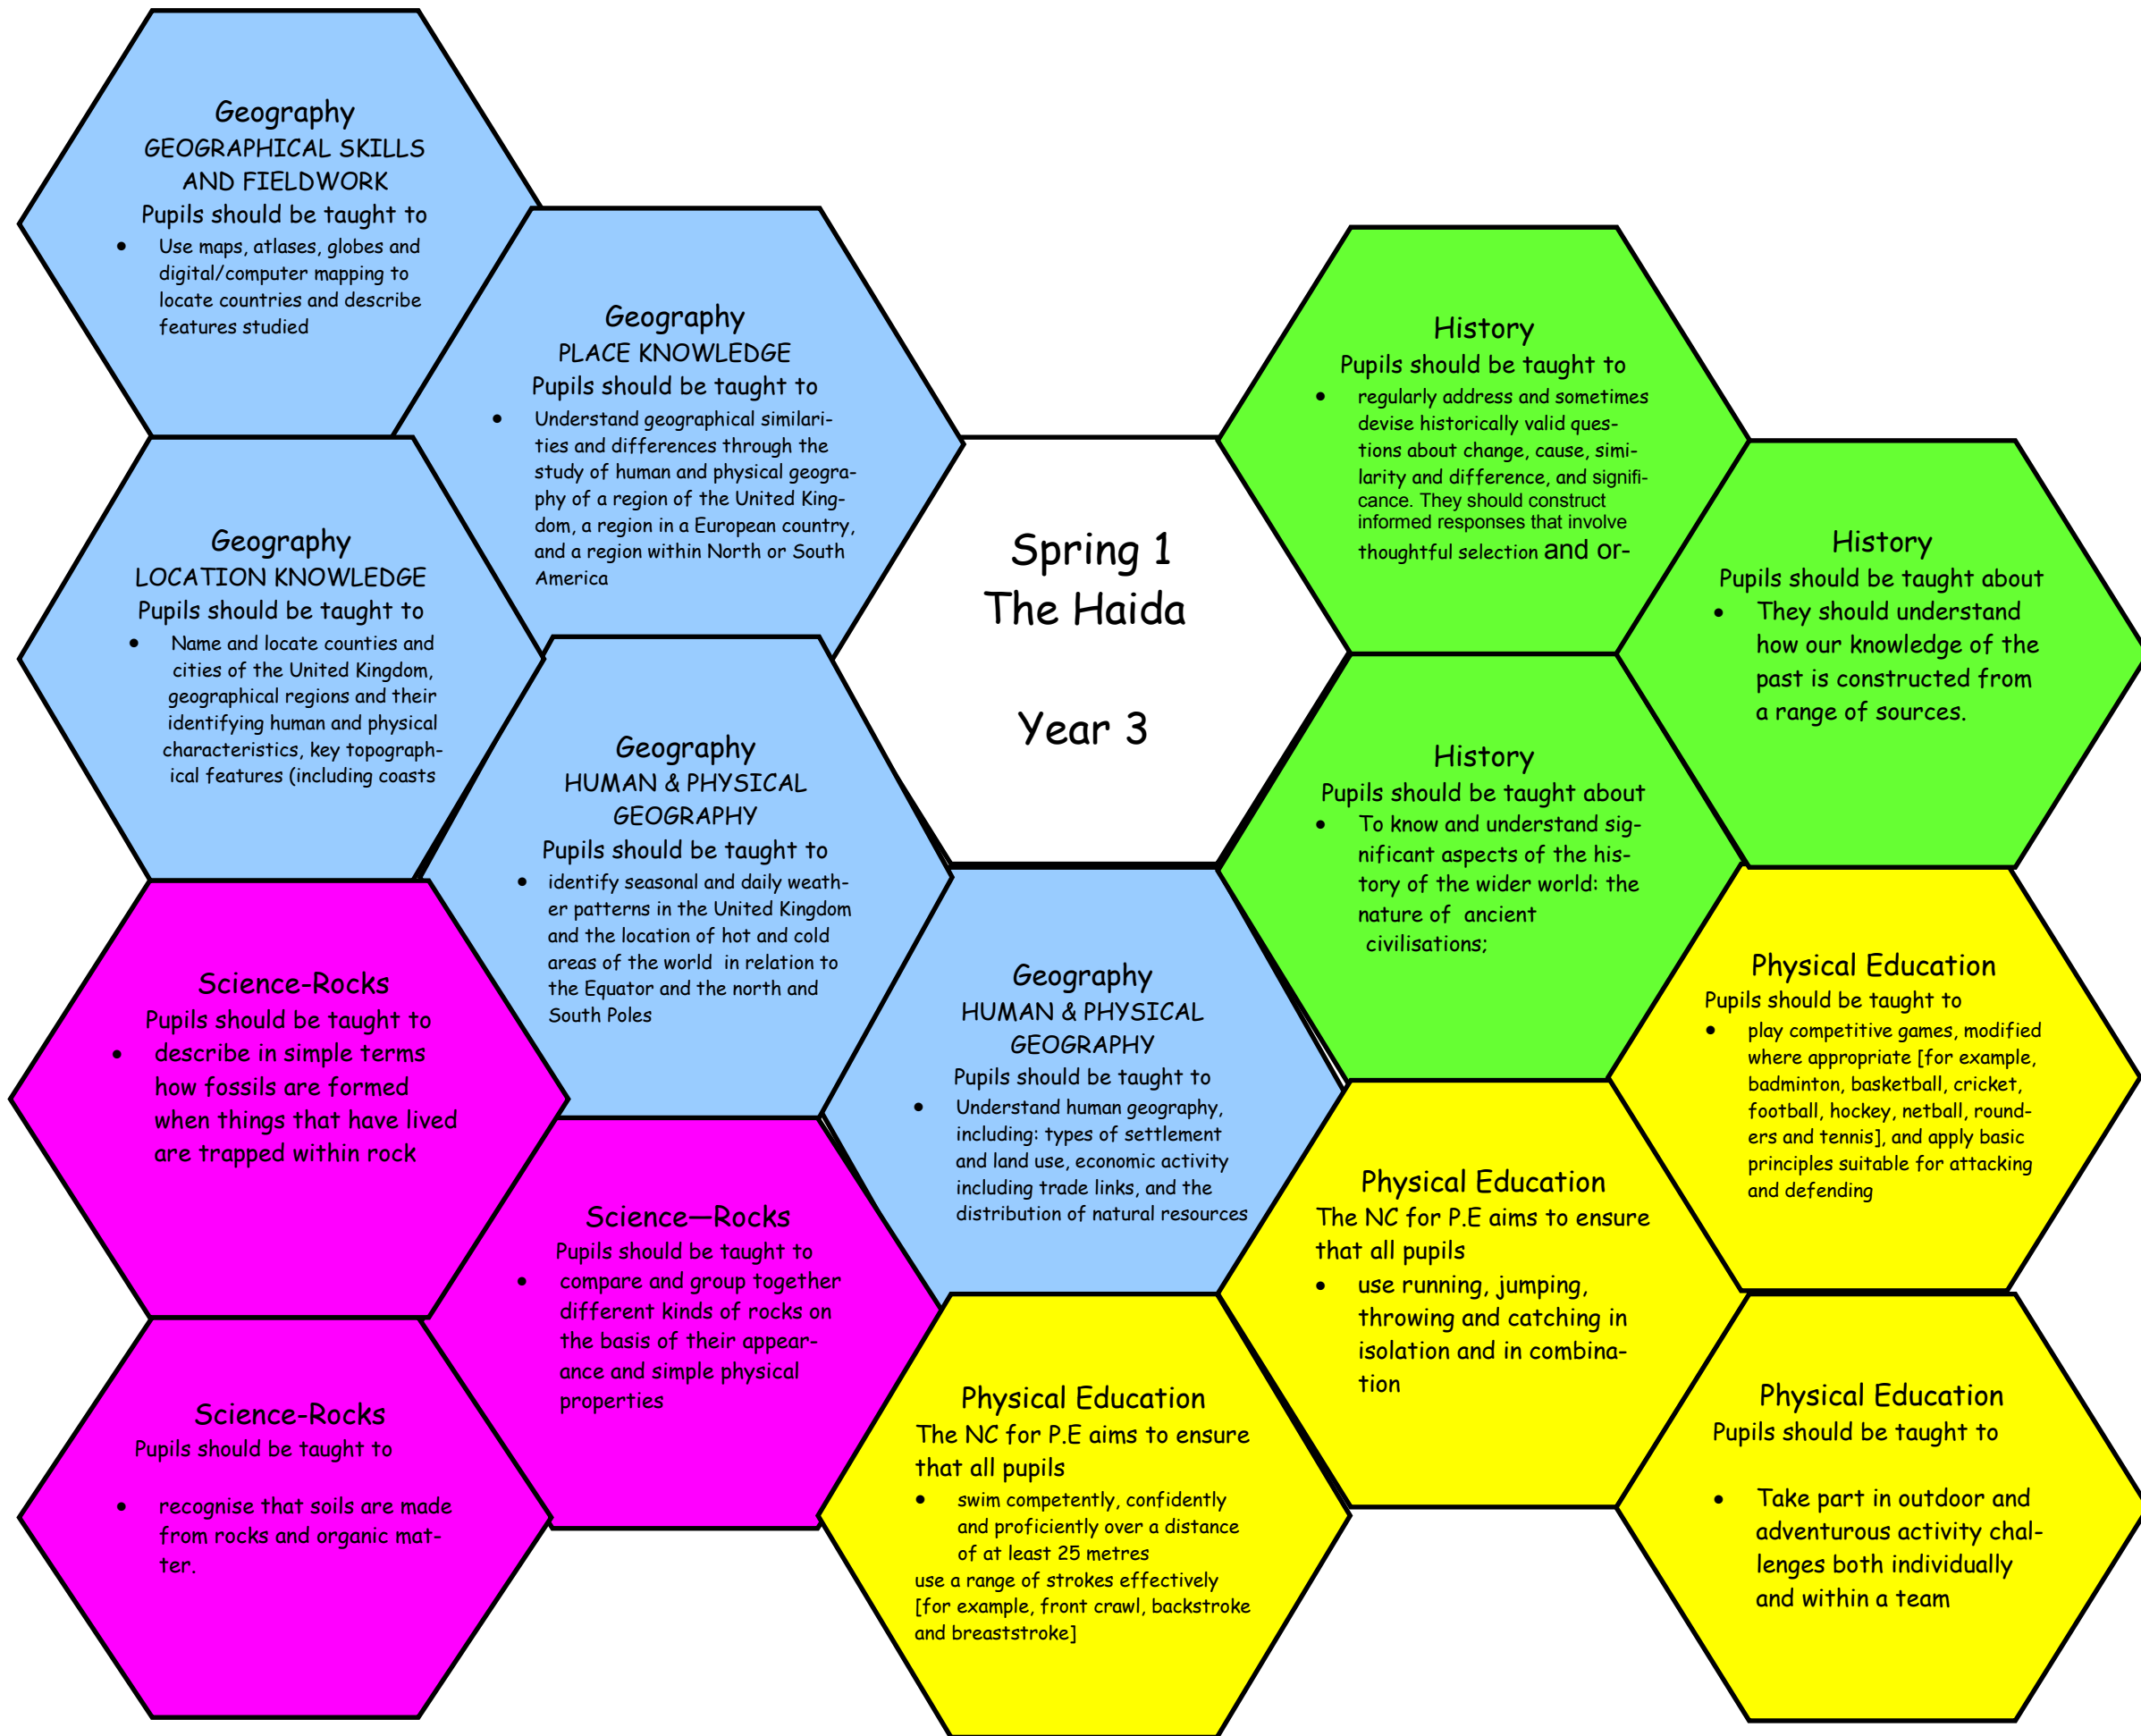 Geography
GEOGRAPHICAL SKILLS
AND FIELDWORK
Pupils should be taught to
• Use maps, atlases, globes and
digital/computer mapping to
locate countries and describe
features studied
Geography
PLACE KNOWLEDGE
Pupils should be taught to
• Understand geographical similari-
ties and differences through the
study of human and physical geogra-
phy of a region of the United King-
dom, a region in a European country,
and a region within North or South
America
Geography
LOCATION KNOWLEDGE
Pupils should be taught to
• Name and locate counties and
cities of the United Kingdom,
geographical regions and their
identifying human and physical
characteristics, key topograph-
ical features (including coasts
Geography
HUMAN & PHYSICAL
GEOGRAPHY
Pupils should be taught to
• identify seasonal and daily weath-
er patterns in the United Kingdom
and the location of hot and cold
areas of the world in relation to
the Equator and the north and
South Poles
Spring 1
The Haida
Year 3
Geography
HUMAN & PHYSICAL
GEOGRAPHY
Pupils should be taught to
• Understand human geography,
including: types of settlement
and land use, economic activity
including trade links, and the
distribution of natural resources
History
Pupils should be taught to
• regularly address and sometimes
devise historically valid ques-
tions about change, cause, simi-
larity and difference, and signifi-
cance. They should construct
informed responses that involve
thoughtful selection and or-
History
Pupils should be taught about
• They should understand
how our knowledge of the
past is constructed from
a range of sources.
History
Pupils should be taught about
• To know and understand sig-
nificant aspects of the his-
tory of the wider world: the
nature of ancient
civilisations;
Science-Rocks
Pupils should be taught to
• describe in simple terms
how fossils are formed
when things that have lived
are trapped within rock
Science—Rocks
Pupils should be taught to
• compare and group together
different kinds of rocks on
the basis of their appear-
ance and simple physical
properties
Science-Rocks
Pupils should be taught to
• recognise that soils are made
from rocks and organic mat-
ter.
Physical Education
Pupils should be taught to
• play competitive games, modified
where appropriate [for example,
badminton, basketball, cricket,
football, hockey, netball, round-
ers and tennis], and apply basic
principles suitable for attacking
and defending
Physical Education
The NC for P.E aims to ensure
that all pupils
• use running, jumping,
throwing and catching in
isolation and in combina-
tion
Physical Education
The NC for P.E aims to ensure
that all pupils
• swim competently, confidently
and proficiently over a distance
of at least 25 metres
use a range of strokes effectively
[for example, front crawl, backstroke
and breaststroke]
Physical Education
Pupils should be taught to
• Take part in outdoor and
adventurous activity chal-
lenges both individually
and within a team